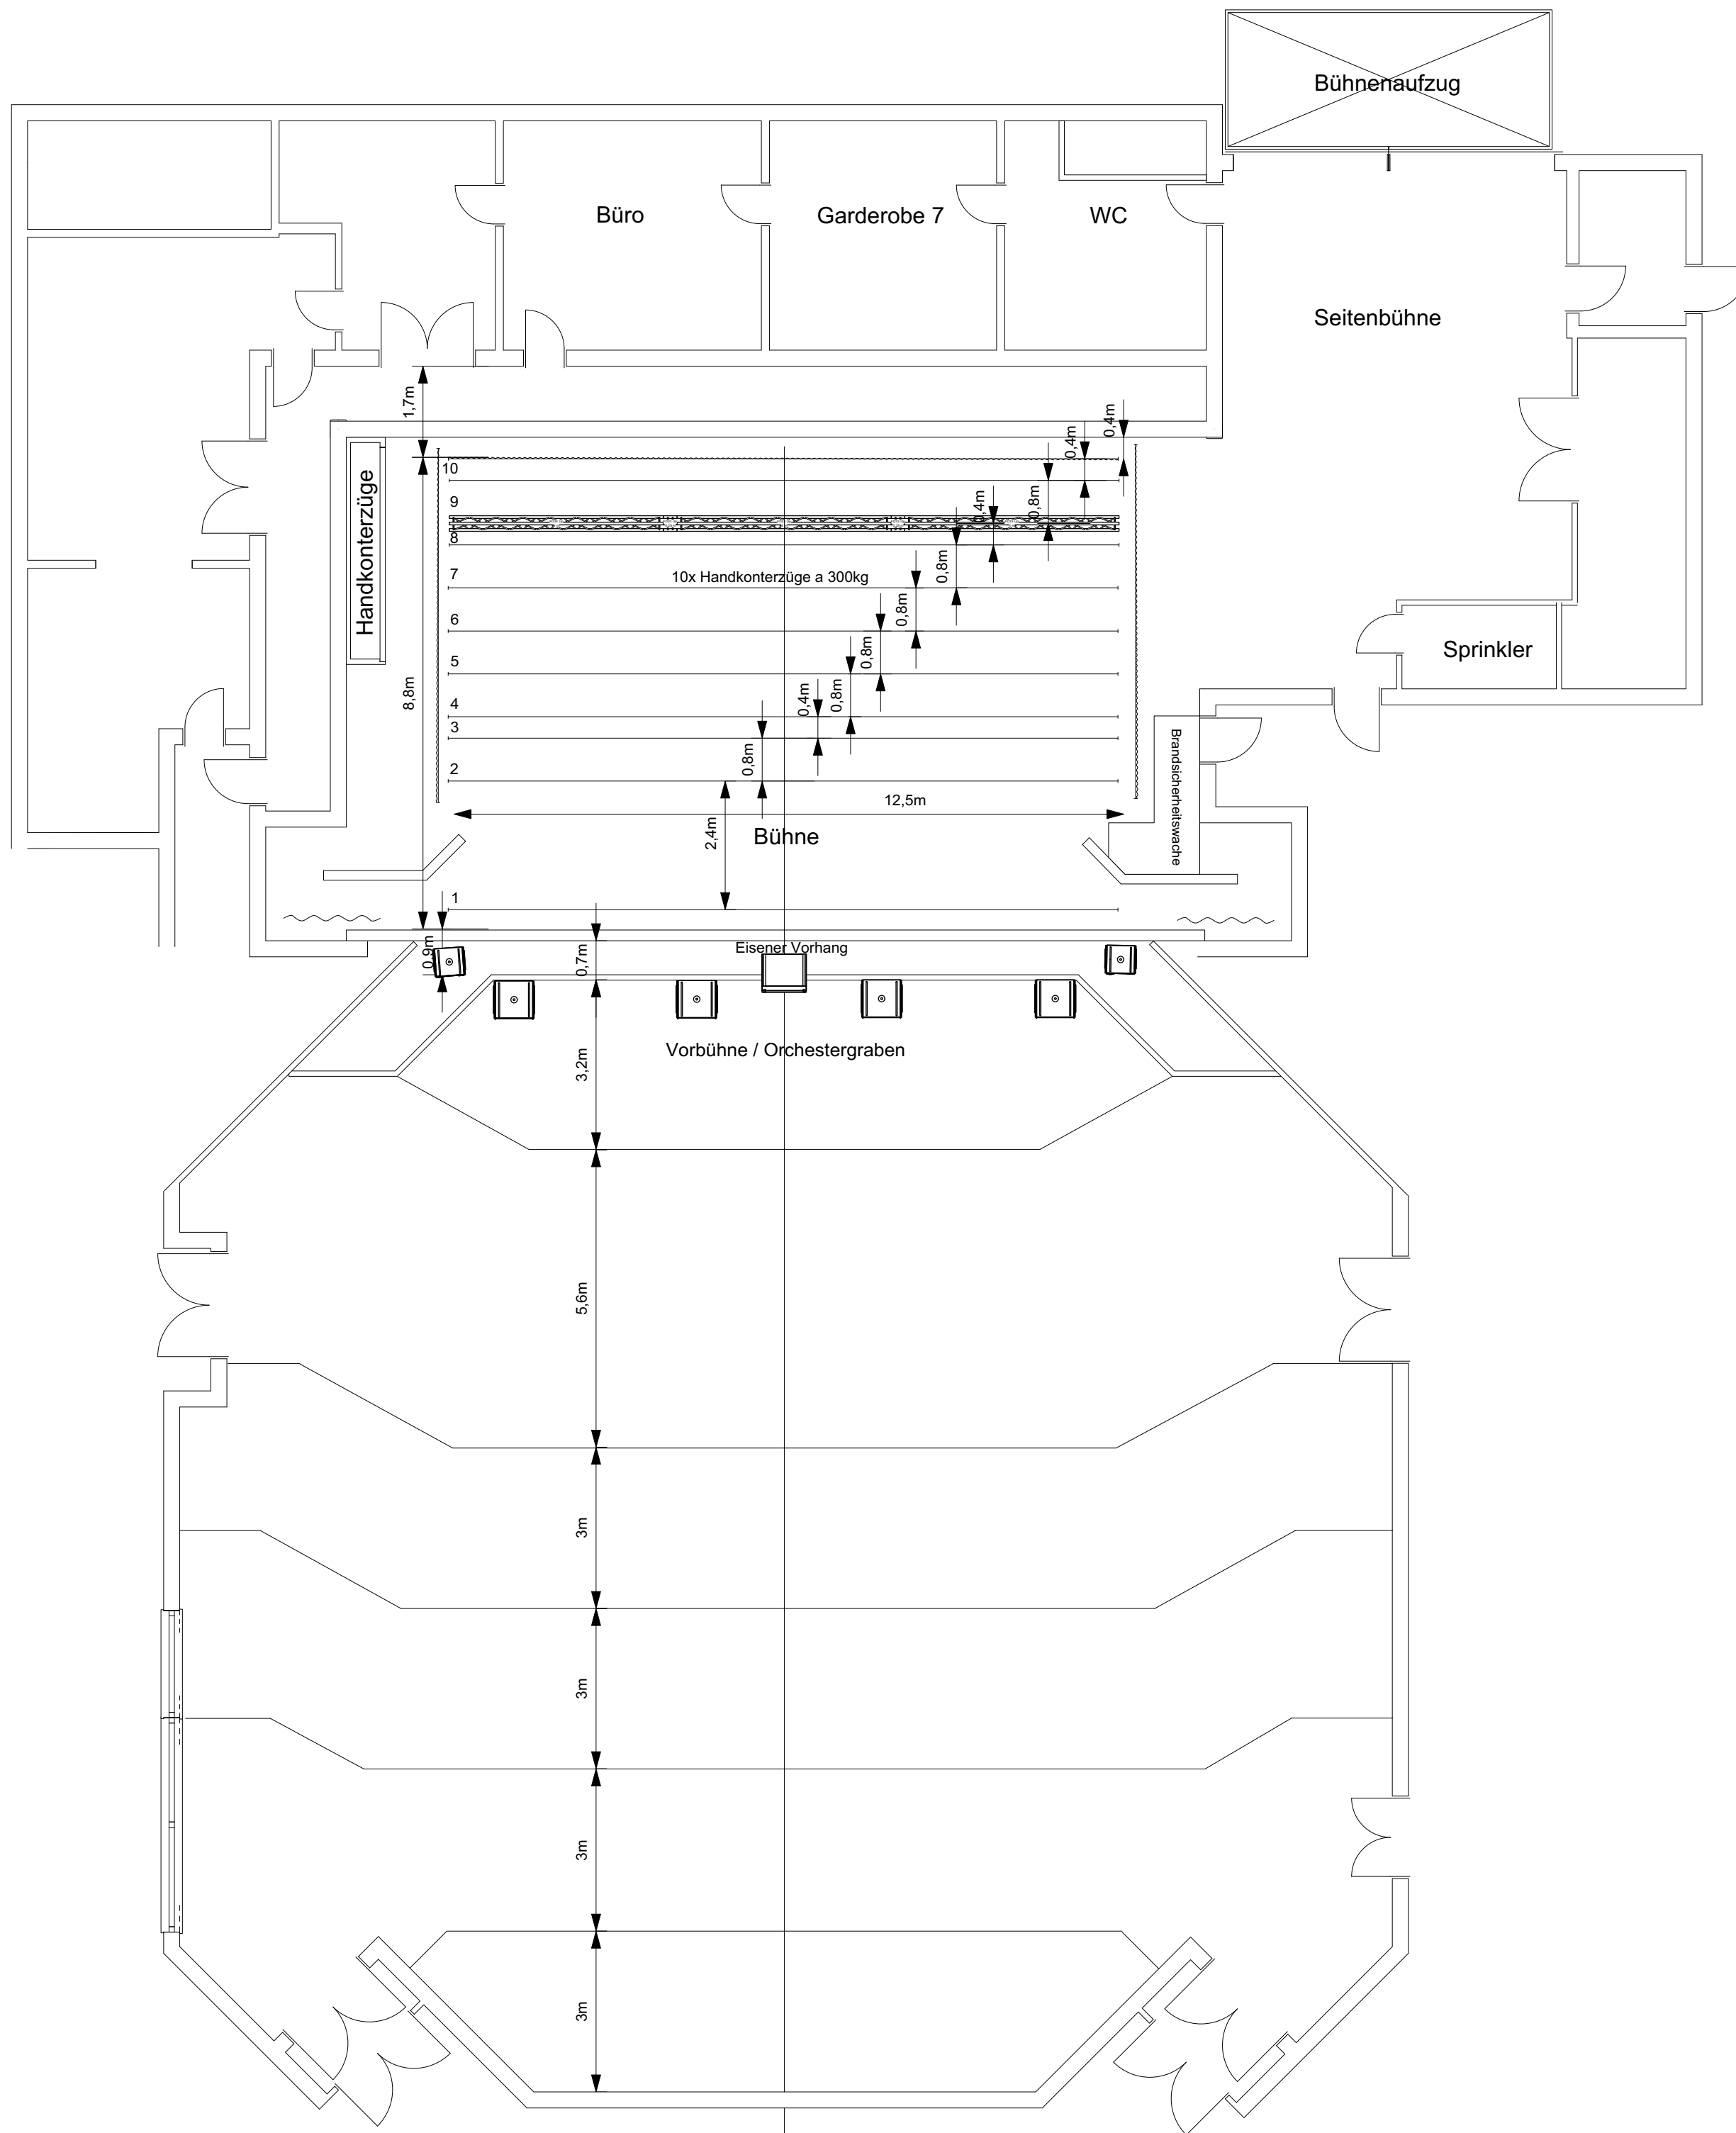 Bühnenaufzug
Büro
Garderobe 7
WC
Seitenbühne
1,7m
0,4m
0,4m
10
Handkonterzüge
9
0,8m
0,4m
8
7
10x Handkonterzüge a 300kg
0,8m
6
0,8m
5
0,8m
Sprinkler
8,8m
4
0,4m
0,8m
3
2
0,8m
Brandsicherheitswache
12,5m
2,4m
Bühne
1
0,9m
0,7m
Eisener Vorhang
Vorbühne / Orchestergraben
3,2m
5,6m
3m
3m
3m
3m